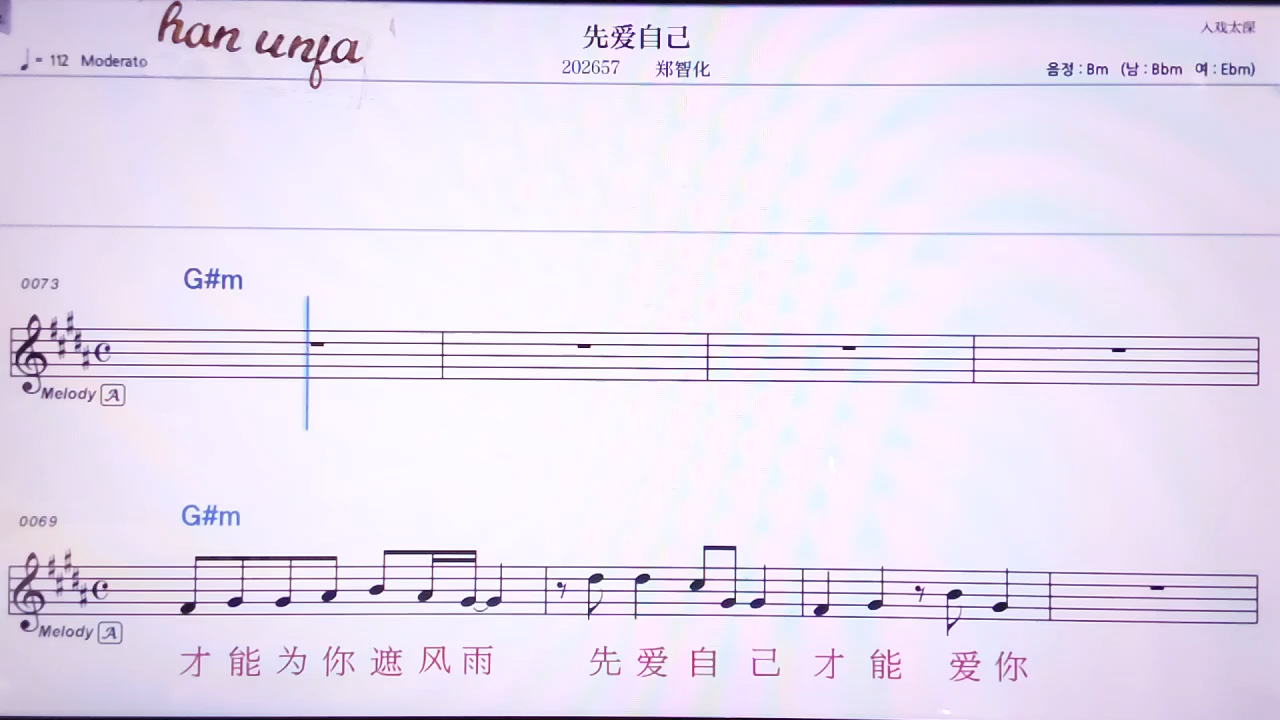 han unfa
先爱自己
人戏太深
♩= 112 Moderato
202657 郑智化
음정 : Bm (남 : Bbm 여 : Ebm)
0073 G#m
Melody A
0069 G#m
Melody A
才能为你遮风雨 先爱自己才能 爱你